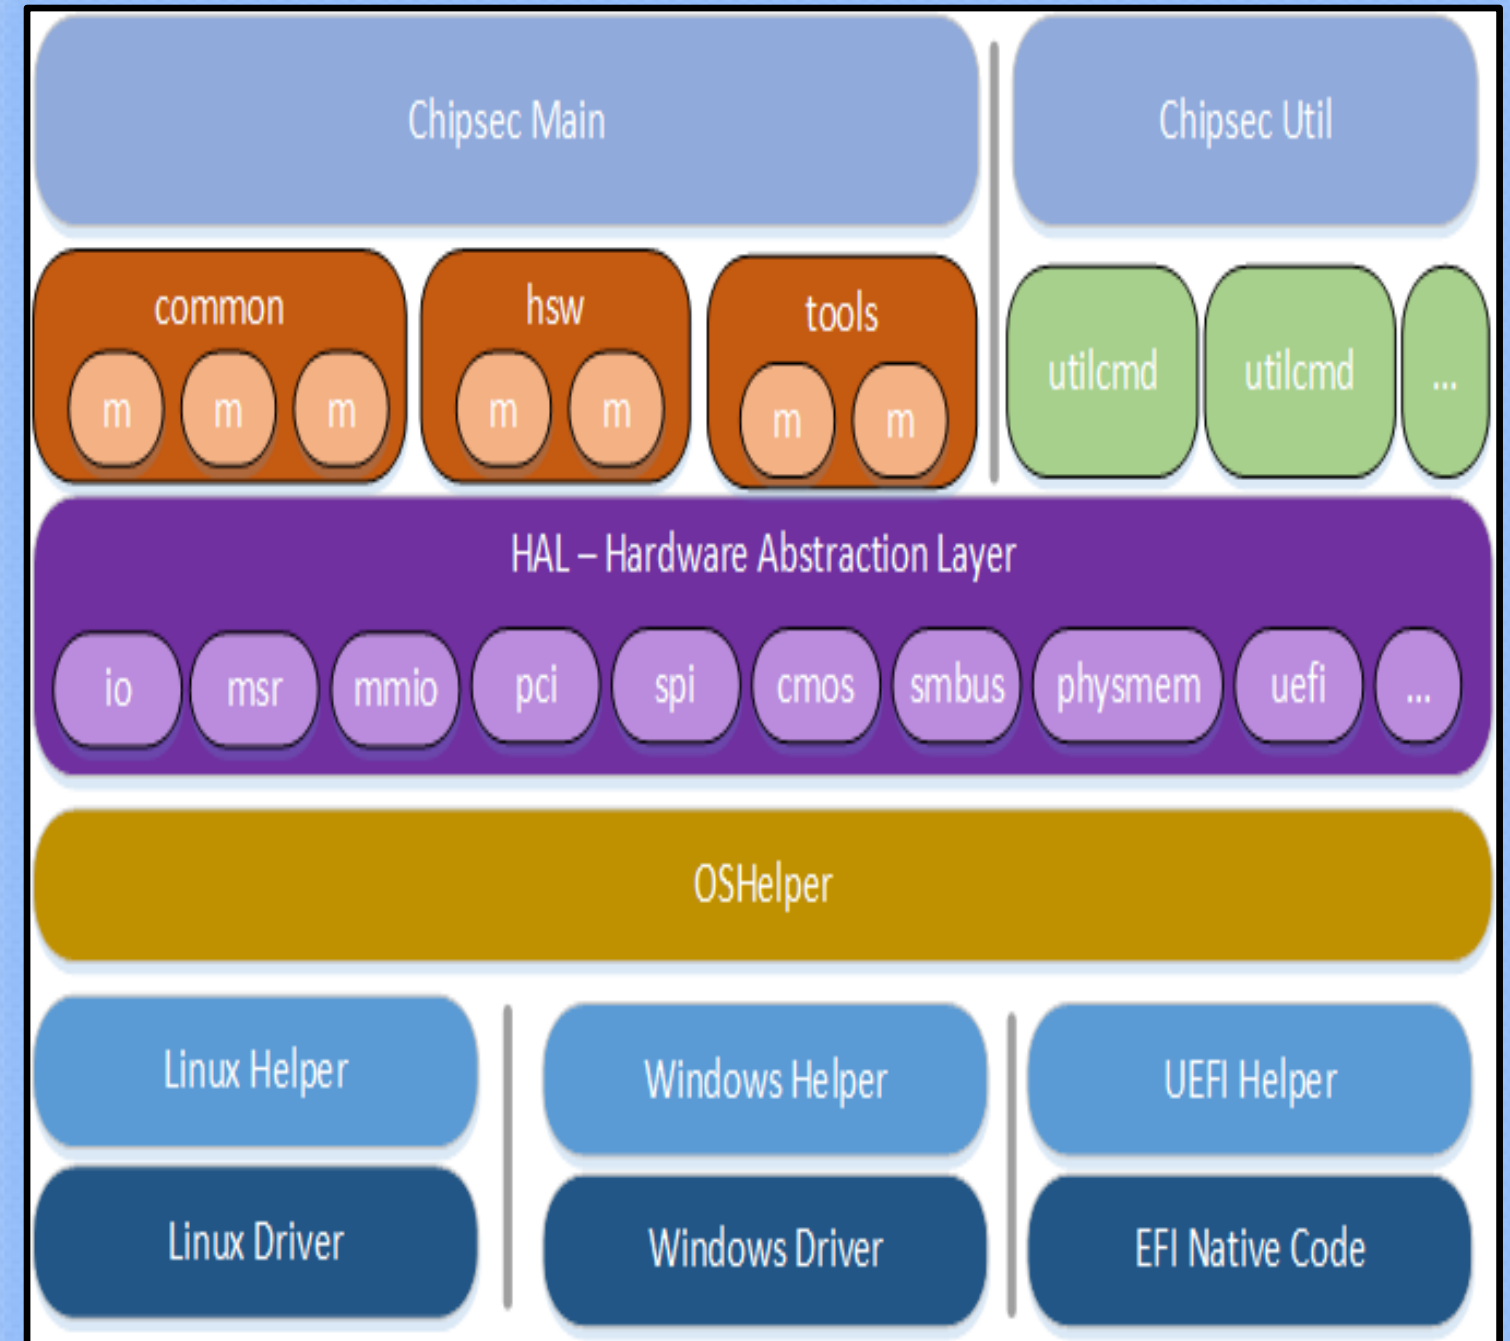 Chipsec Main
Chipsec Util
common
m m m
hsw
m m
tools
m m
utilcmd
utilcmd
...
HAL – Hardware Abstraction Layer
io msr mmio pci spi cmos smbus physmem uefi ...
OSHelper
Linux Helper
Windows Helper
UEFI Helper
Linux Driver
Windows Driver
EFI Native Code